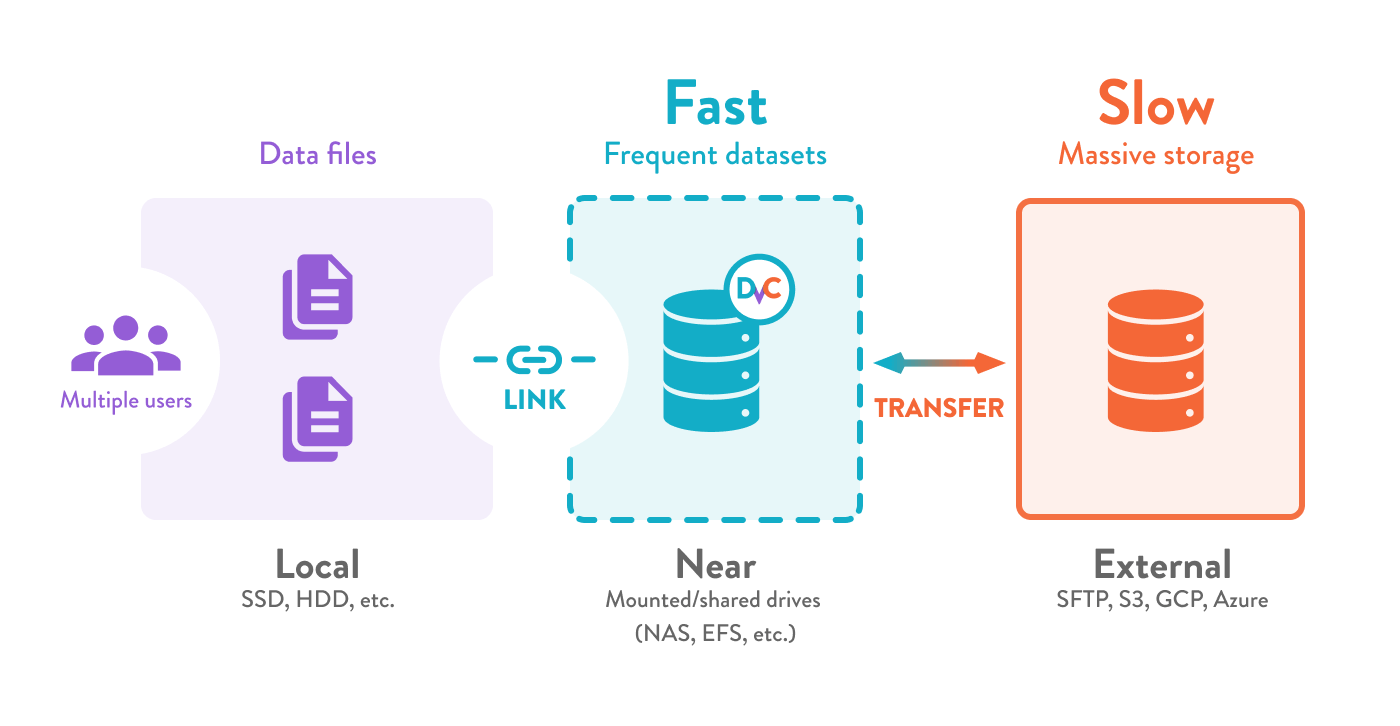 Fast
Slow
Data files
Frequent datasets
Massive storage
DVC
Multiple users
LINK
TRANSFER
Local
SSD, HDD, etc.
Near
Mounted/shared drives
(NAS, EFS, etc.)
External
SFTP, S3, GCP, Azure